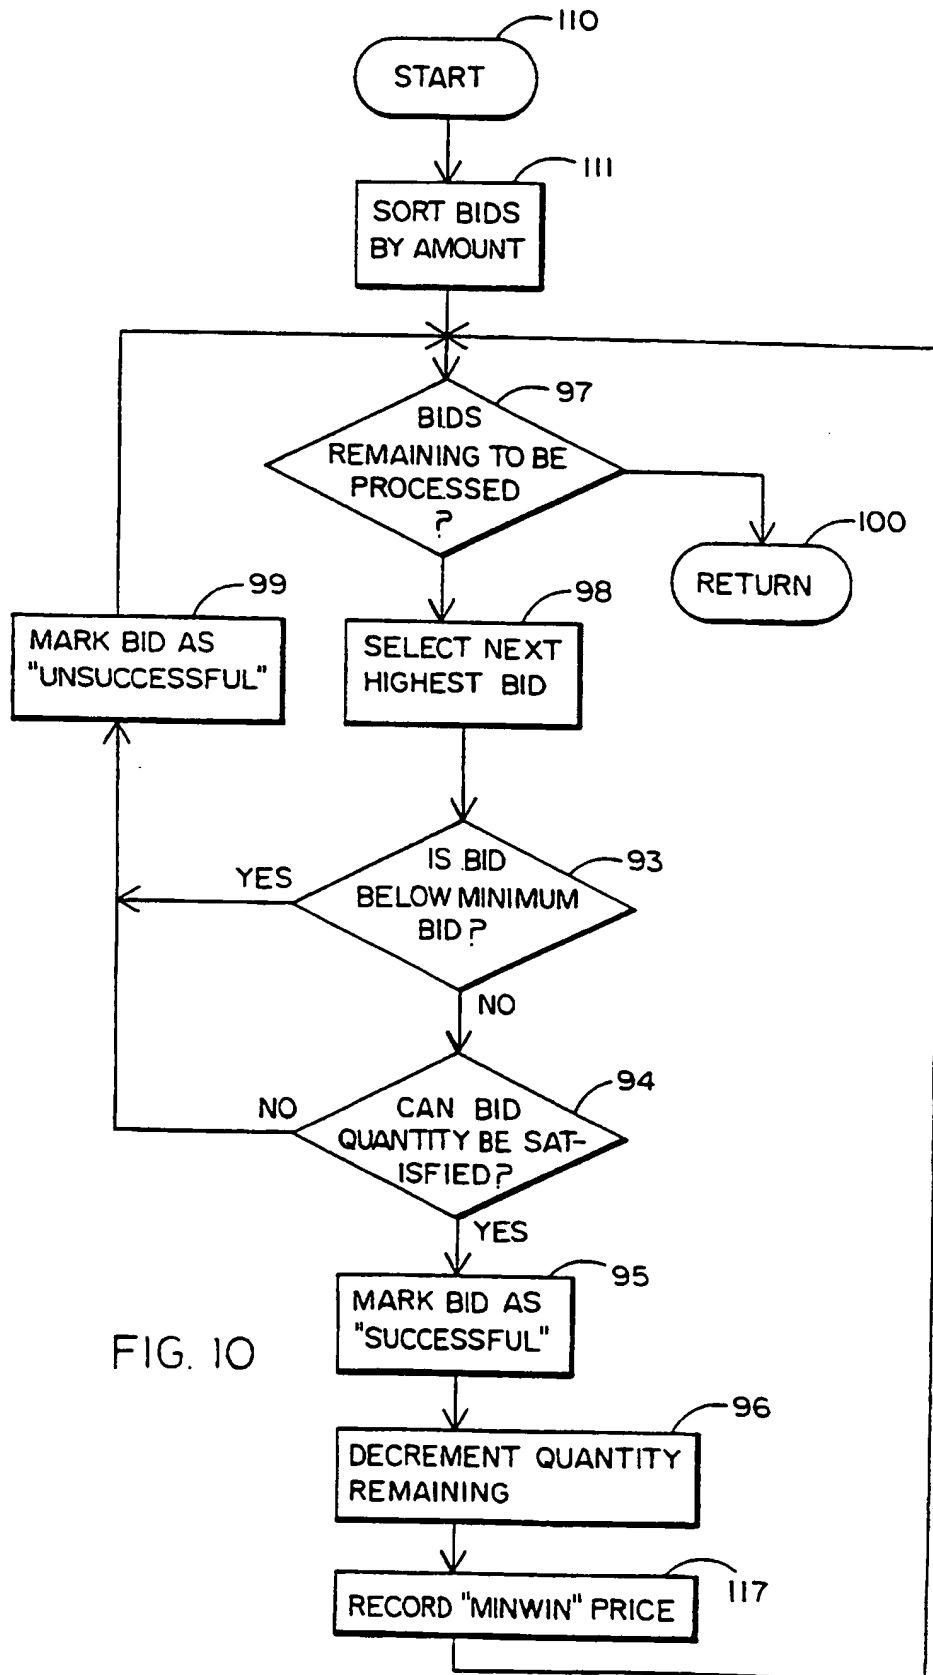 110
START
111
SORT BIDS
BY AMOUNT
97
BIDS
REMAINING TO BE
PROCESSED
?
100
RETURN
99
MARK BID AS
"UNSUCCESSFUL"
98
SELECT NEXT
HIGHEST BID
93
YES
IS BID
BELOW MINIMUM
BID?
NO
94
NO
CAN BID
QUANTITY BE SAT-
ISFIED?
YES
95
MARK BID AS
"SUCCESSFUL"
FIG. 10
96
DECREMENT QUANTITY
REMAINING
117
RECORD "MINWIN" PRICE